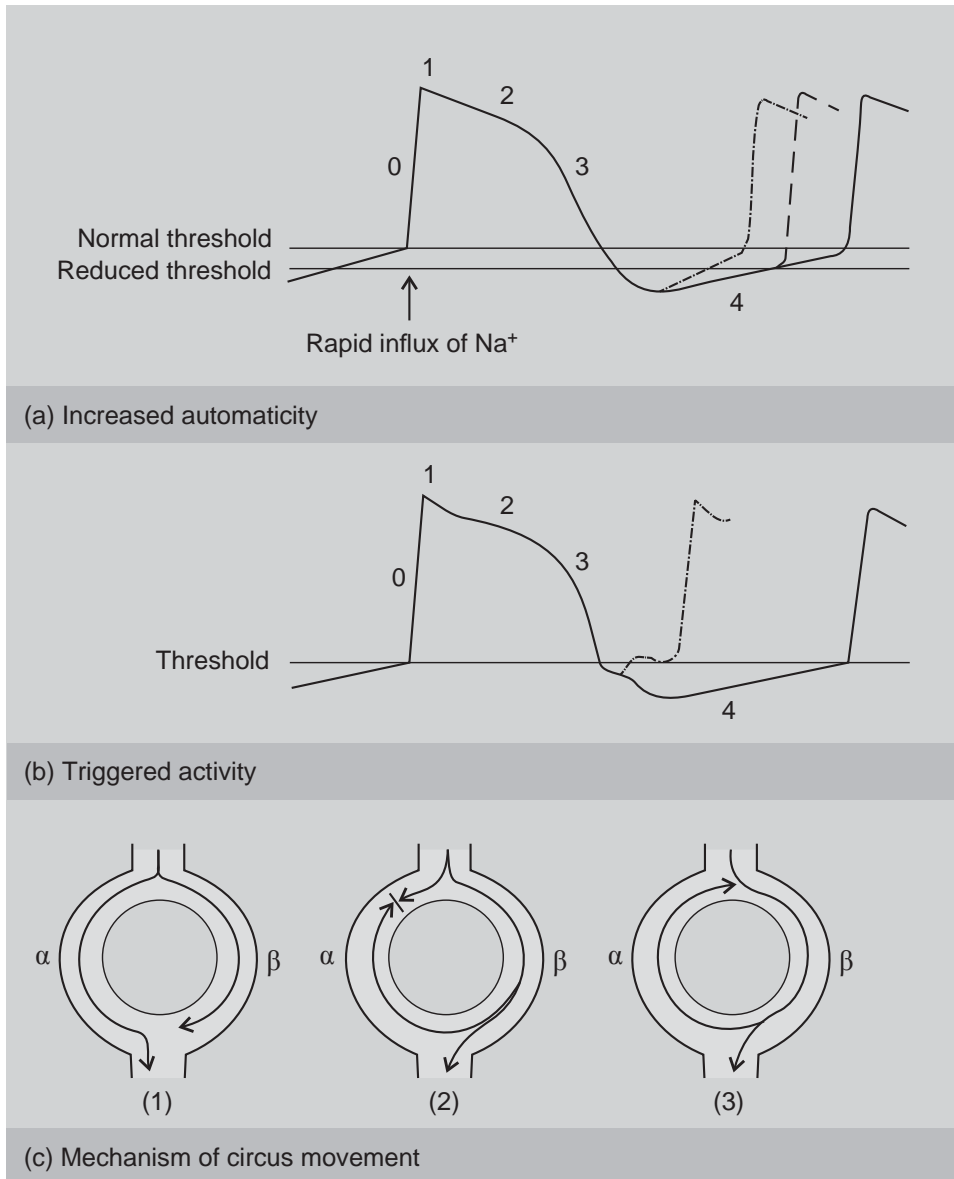 1
2
0
3
Normal threshold
Reduced threshold
4
Rapid influx of Na⁺
(a) Increased automaticity
1
2
3
0
Threshold
4
(b) Triggered activity
α β α β α β
(1) (2) (3)
(c) Mechanism of circus movement